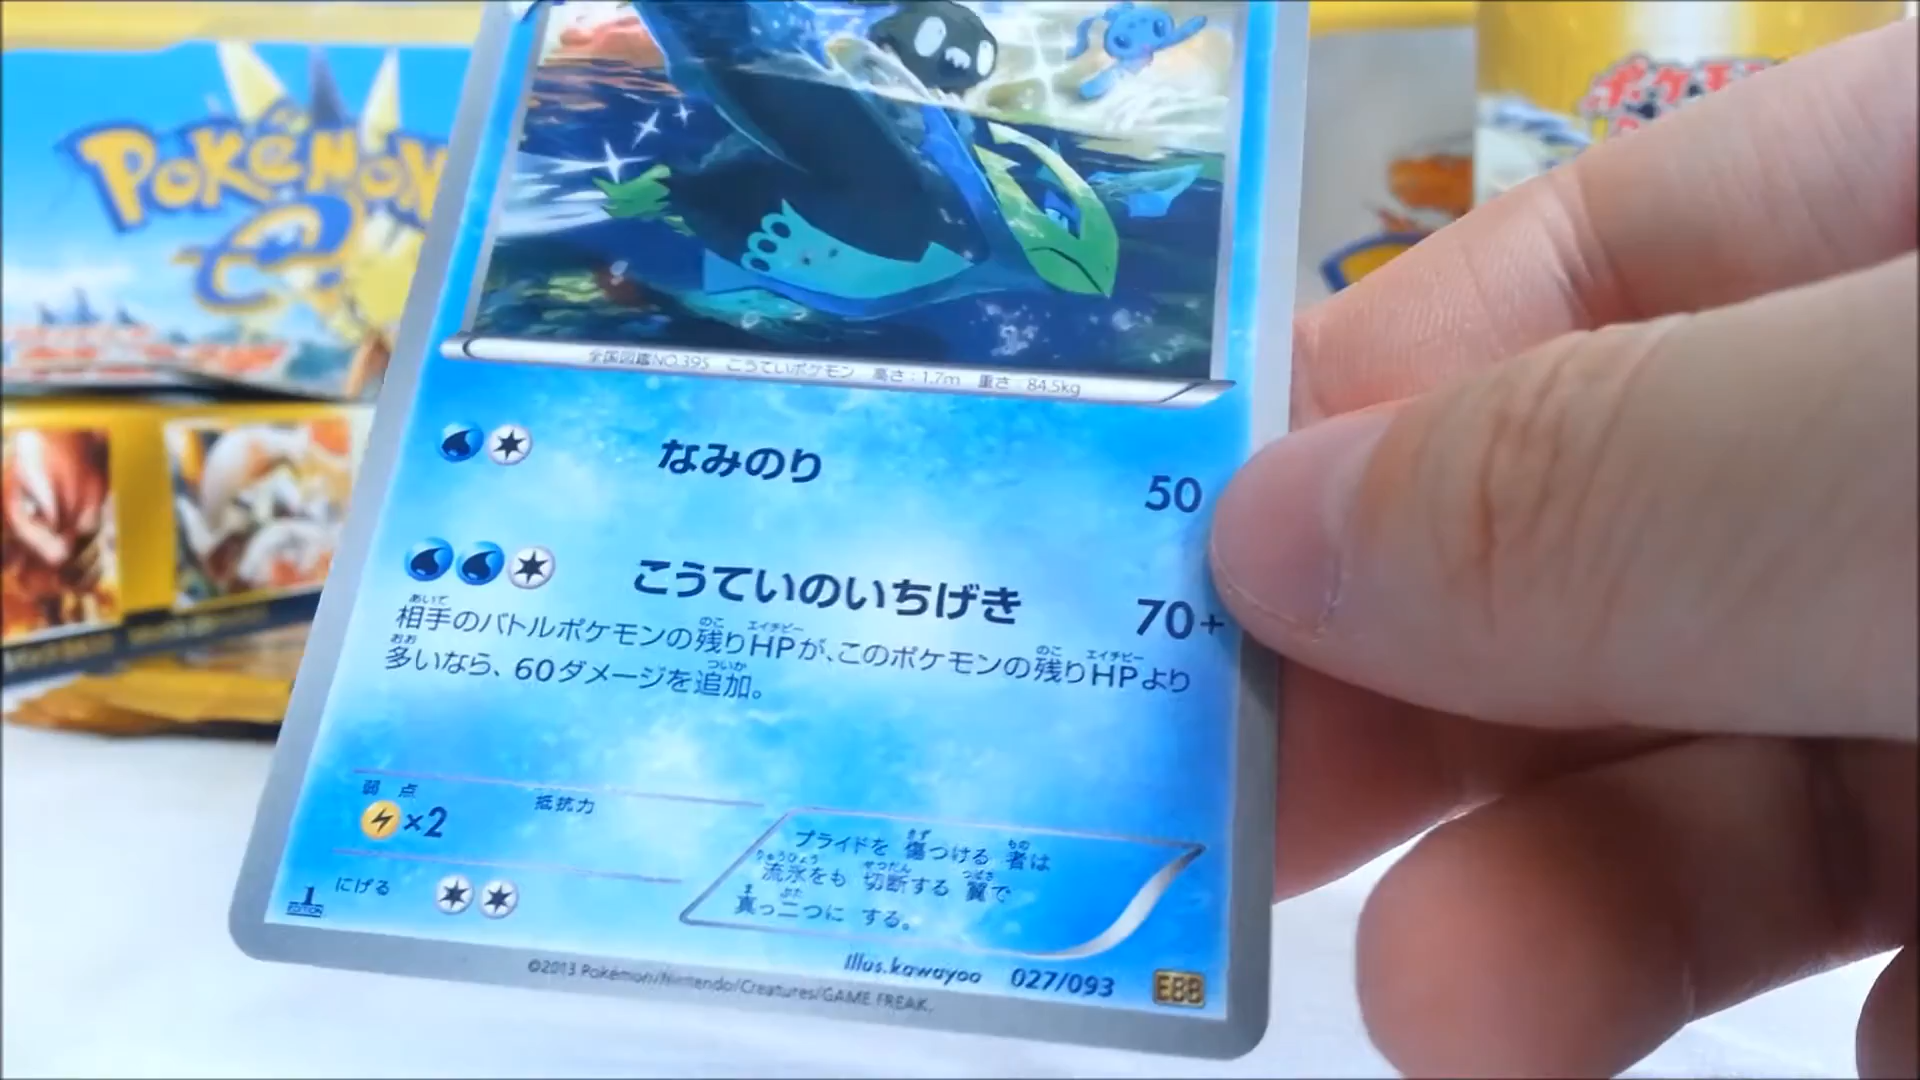 POKéMON
e
ポケモン
全国図鑑NO.395 こうていポケモン 高さ:1.7m 重さ:84.5kg
なみのり 50
こうていのいちげき 70+
相手のバトルポケモンの残りHPが、このポケモンの残りHPより
多いなら、60ダメージを追加。
弱点 抵抗力
×2
プライドを 傷つける 者は
流氷をも 切断する 翼で
真っ二つに する。
にげる
1 EDITION
Illus.kawayoo 027/093 EBB
©2013 Pokémon/Nintendo/Creatures/GAME FREAK.